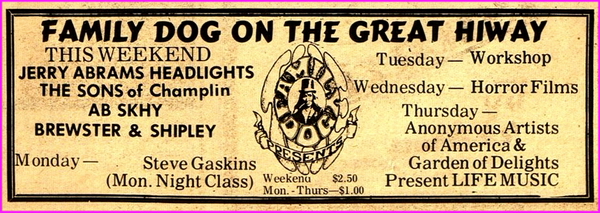 FAMILY DOG ON THE GREAT HIWAY
THIS WEEKEND
JERRY ABRAMS HEADLIGHTS
THE SONS of Champlin
AB SKHY
BREWSTER & SHIPLEY
Monday — Steve Gaskins
(Mon. Night Class)
FAMILY
DOG
PRESENTS
Weekend $2.50
Mon. - Thurs — $1.00
Tuesday — Workshop
Wednesday — Horror Films
Thursday —
Anonymous Artists
of America &
Garden of Delights
Present LIFE MUSIC